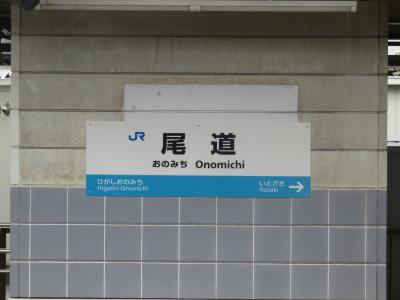 JR 尾道
おのみち Onomichi
ひがしおのみち いとざき
Higashi-Onomichi Itozaki